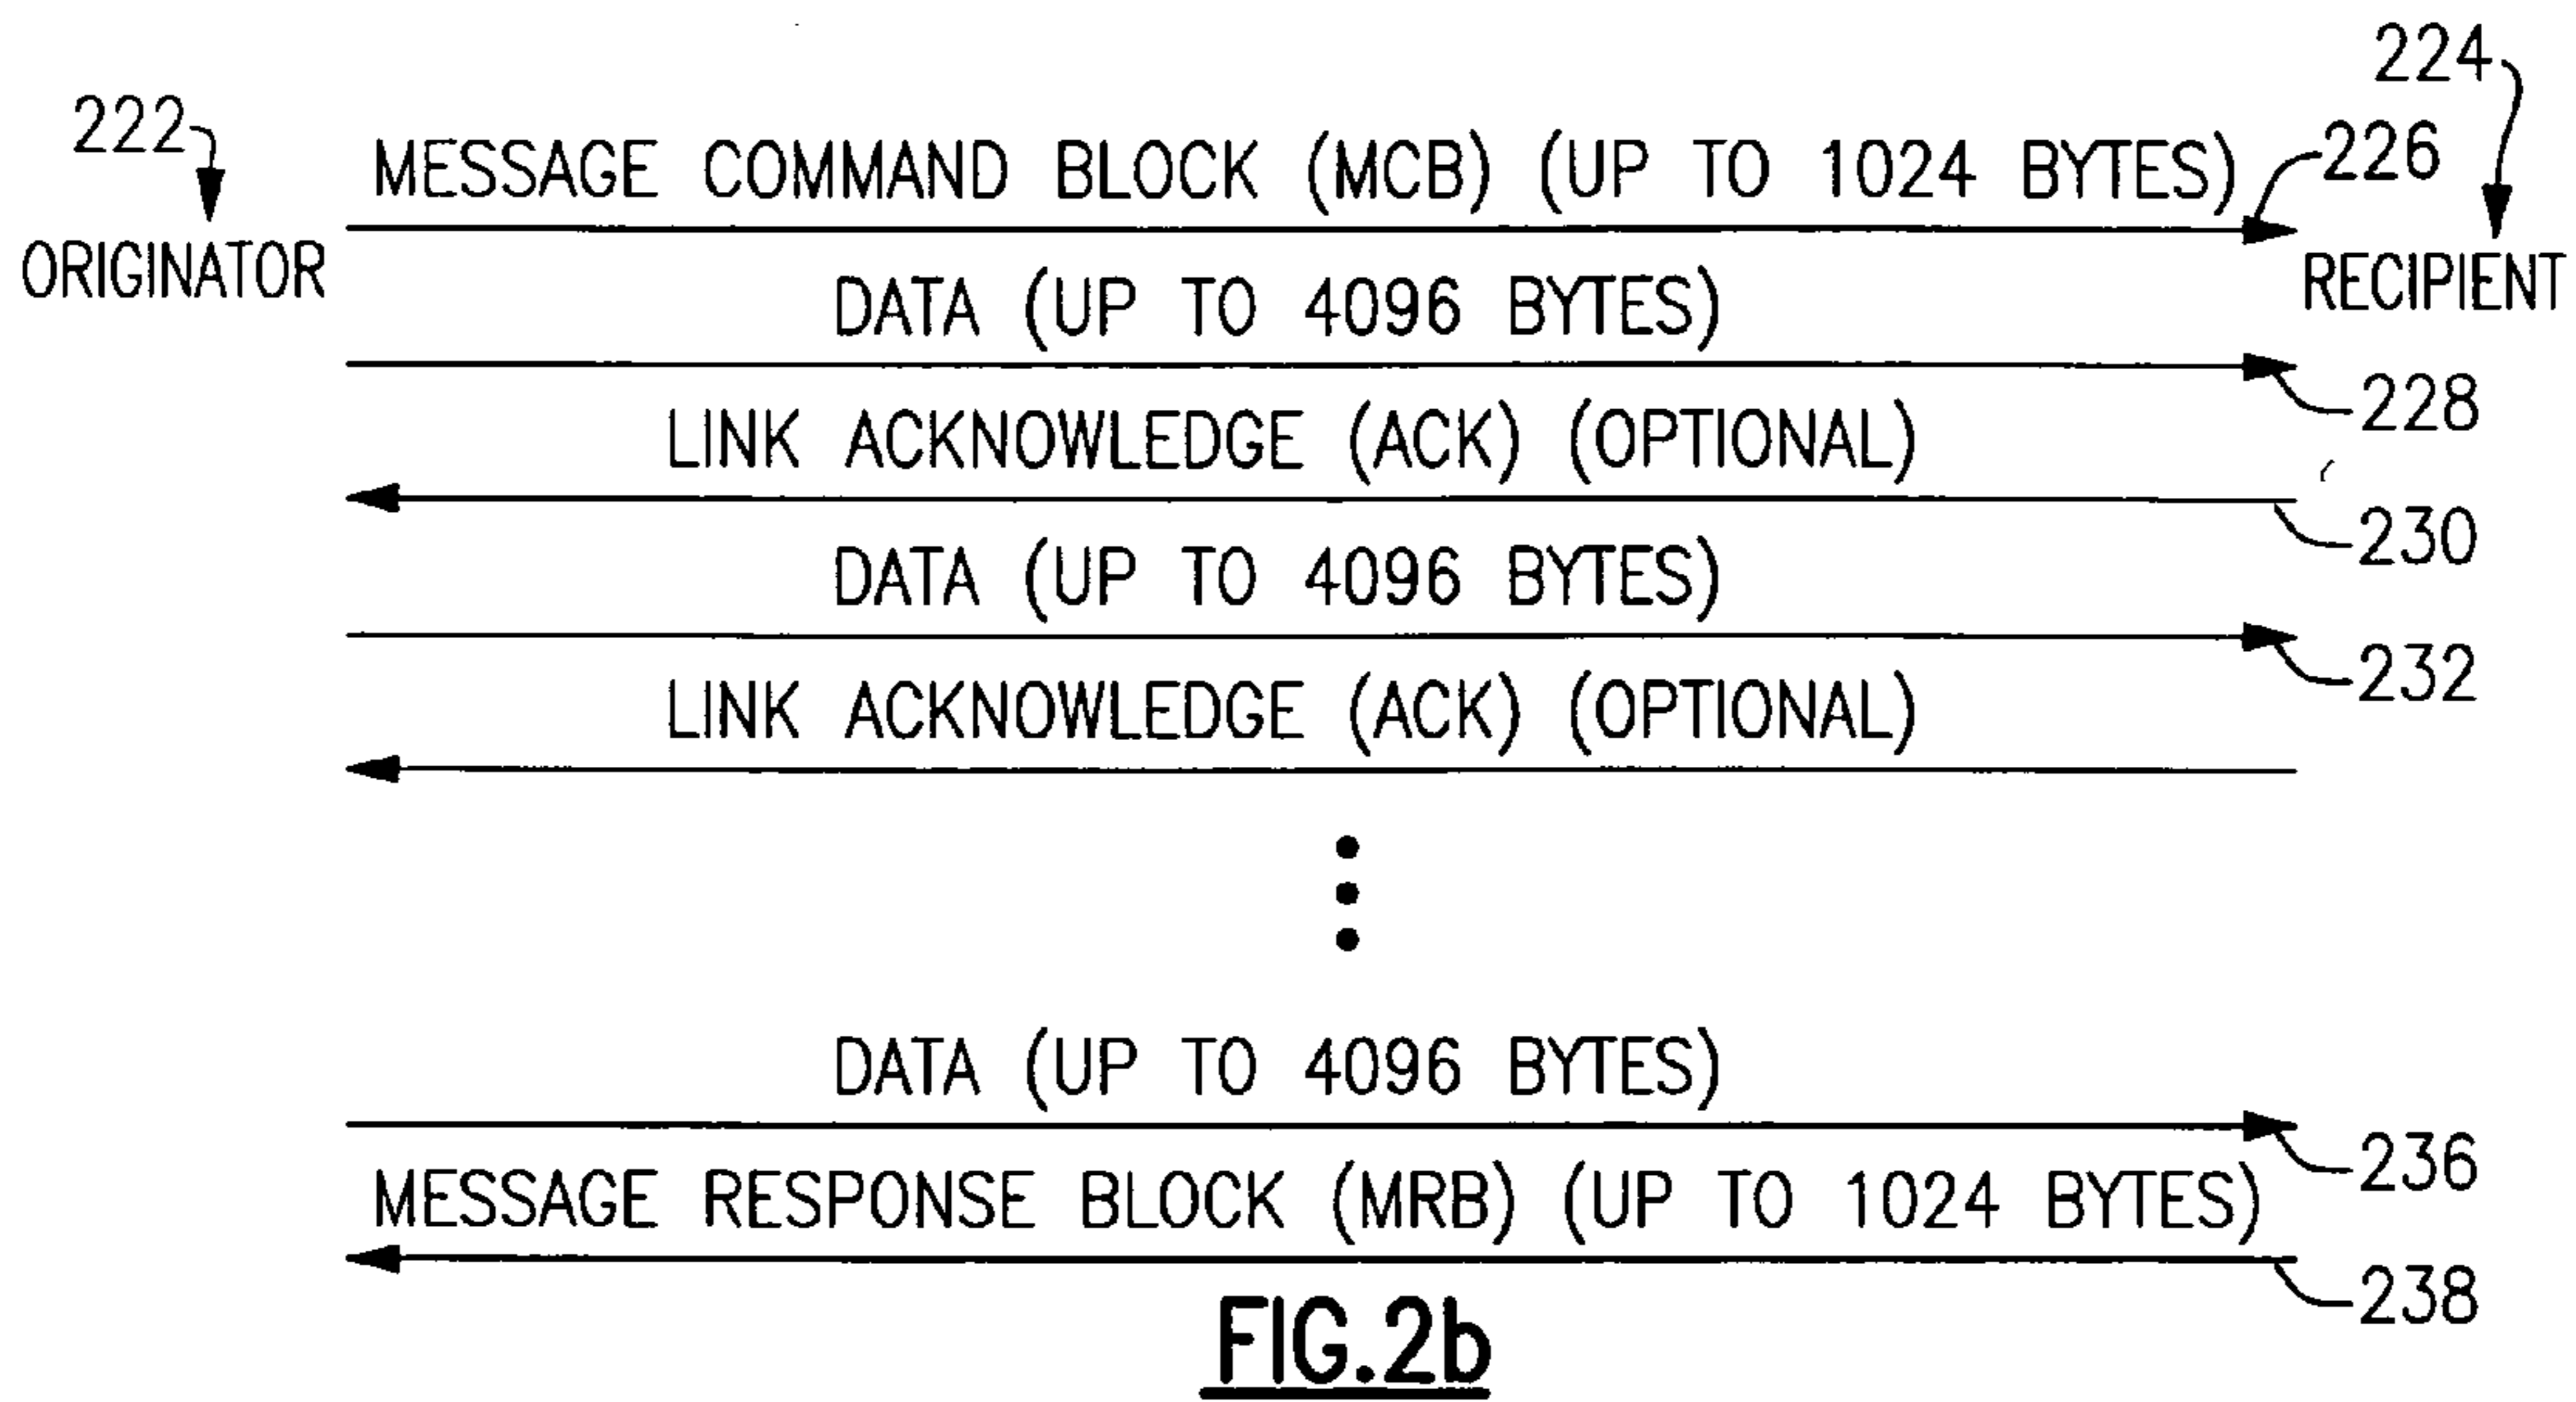 224
222
MESSAGE COMMAND BLOCK (MCB) (UP TO 1024 BYTES)
226
ORIGINATOR
RECIPIENT
DATA (UP TO 4096 BYTES)
228
LINK ACKNOWLEDGE (ACK) (OPTIONAL)
230
DATA (UP TO 4096 BYTES)
232
LINK ACKNOWLEDGE (ACK) (OPTIONAL)
DATA (UP TO 4096 BYTES)
236
MESSAGE RESPONSE BLOCK (MRB) (UP TO 1024 BYTES)
238
FIG.2b